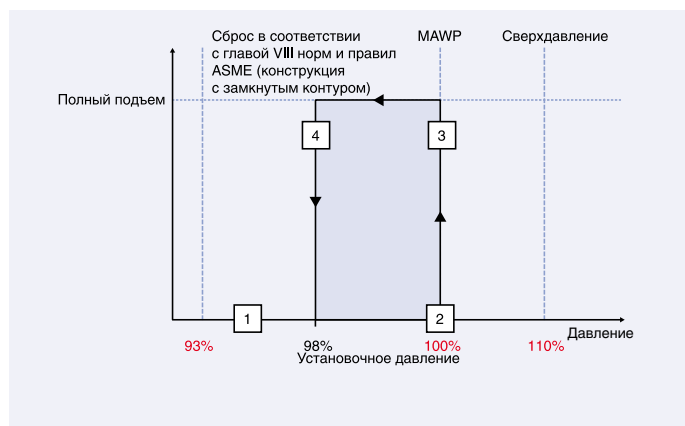 Сброс в соответствии
с главой VIII норм и правил
ASME (конструкция
с замкнутым контуром)
MAWP
Сверхдавление
Полный подъем
4
3
1
2
Давление
93%
98%
100%
110%
Установочное давление